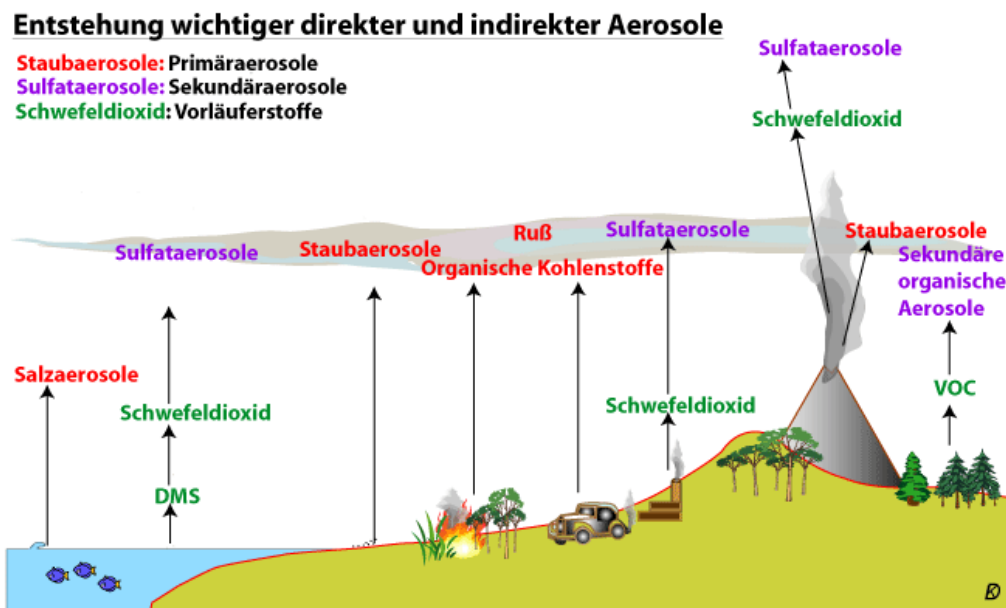 Entstehung wichtiger direkter und indirekter Aerosole
Staubaerosole: Primäraerosole
Sulfataerosole: Sekundäraerosole
Schwefeldioxid: Vorläuferstoffe
Sulfataerosole
Schwefeldioxid
Sulfataerosole
Staubaerosole
Ruß
Organische Kohlenstoffe
Sulfataerosole
Staubaerosole
Sekundäre
organische
Aerosole
Salzaerosole
Schwefeldioxid
DMS
Schwefeldioxid
VOC